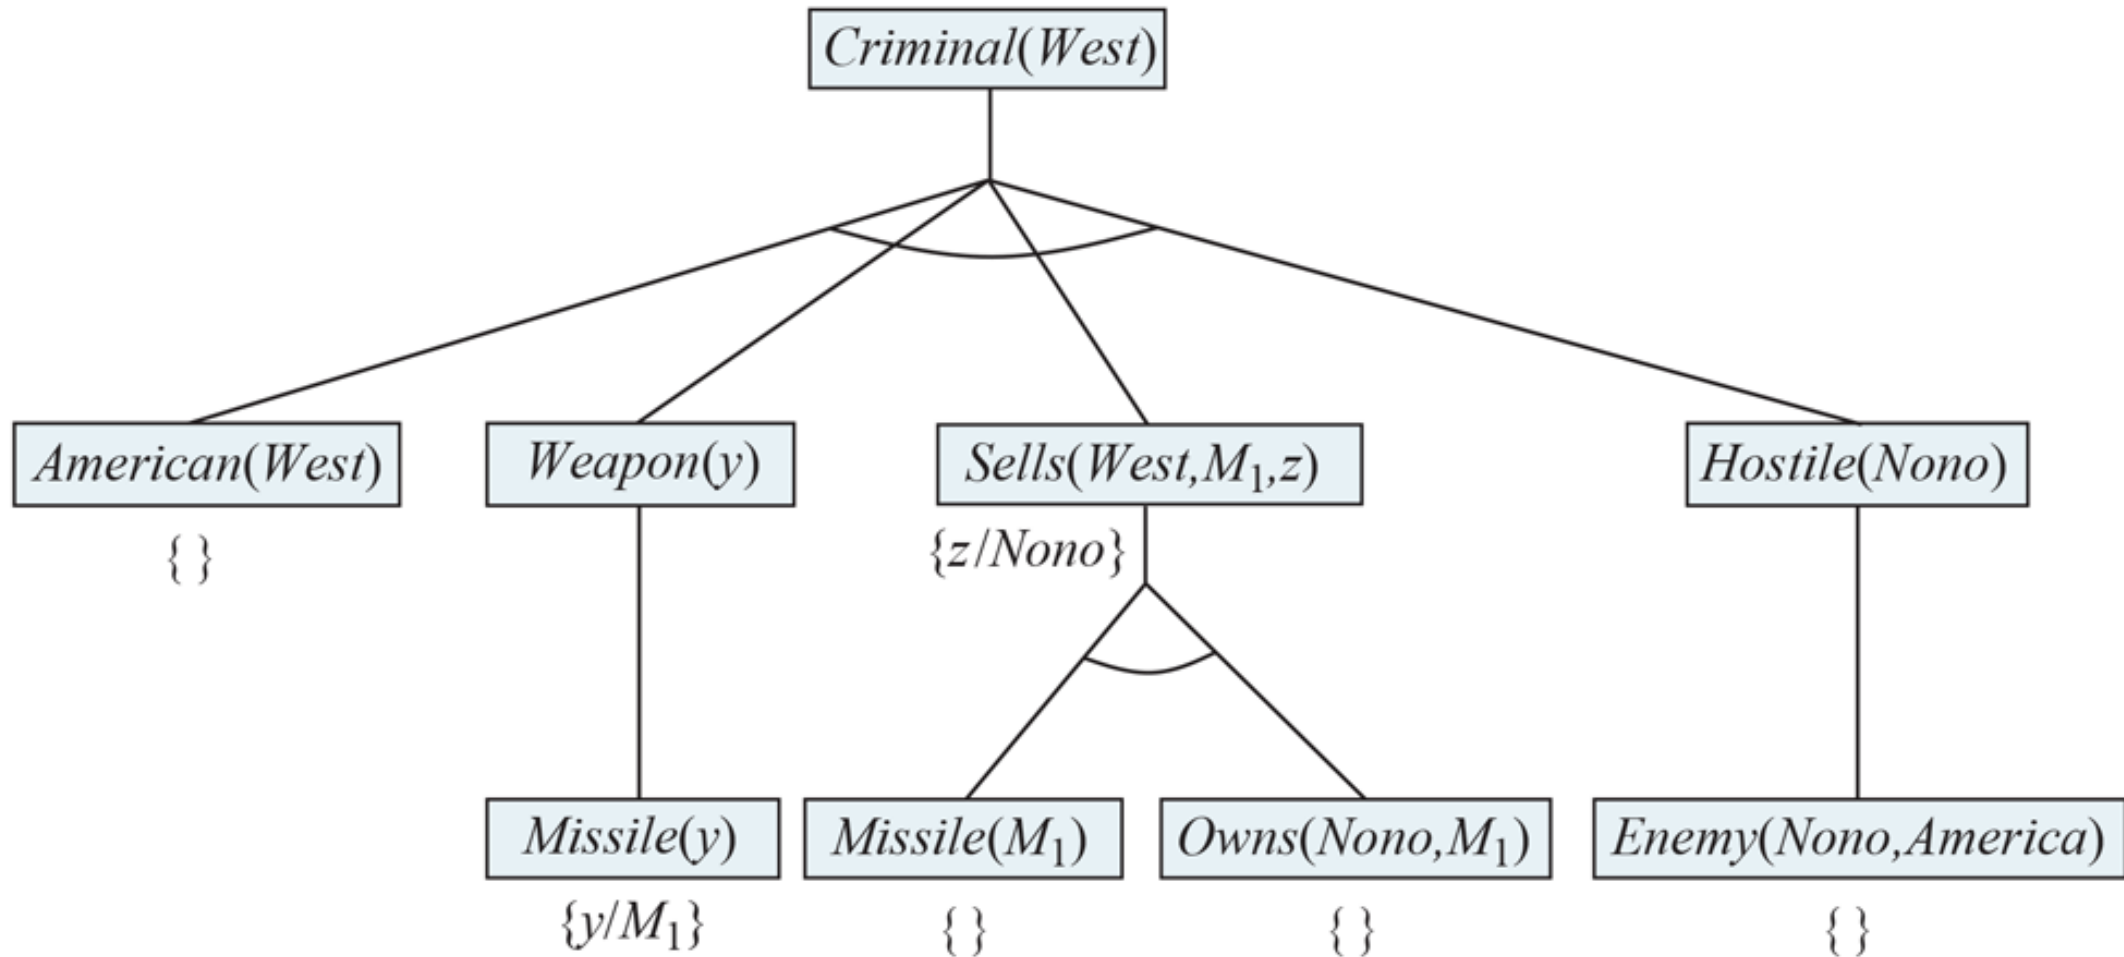 Criminal(West)
American(West)
Weapon(y)
Sells(West,M₁,z)
Hostile(Nono)
{ }
{z/Nono}
Missile(y)
Missile(M₁)
Owns(Nono,M₁)
Enemy(Nono,America)
{y/M₁}
{ }
{ }
{ }